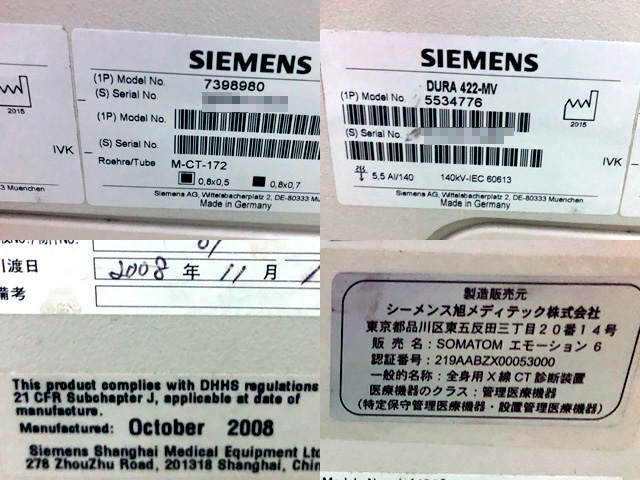 2015
IVK
33 Muenchen
SIEMENS
(1P) Model No. 7398980
(S) Serial No.
(1P) Model No.
(S) Serial No.
Roehre/Tube M-CT-172
0,8x0,5 0,8x0,7
Siemens AG, Wittelsbacherplatz 2, DE-80333 Muenchen
Made in Germany
SIEMENS
DURA 422-MV
(1P) Model No. 5534776
(S) Serial No.
2015
IVK
5,5 Al/140 140kV-IEC 60613
Siemens AG, Wittelsbacherplatz 2, DE-80333 Muenchen
Made in Germany
引渡日 2008 年 11 月
備考
This product complies with DHHS regulations
21 CFR Subchapter J, applicable at date of
manufacture.
Manufactured: October 2008
Siemens Shanghai Medical Equipment Ltd
278 ZhouZhu Road, 201318 Shanghai, Chin
製造販売元
シーメンス旭メディテック株式会社
東京都品川区東五反田三丁目20番14号
販 売 名：SOMATOM エモーション 6
認証番号：219AABZX00053000
一般的名称：全身用X線CT診断装置
医療機器のクラス：管理医療機器
(特定保守管理医療機器・設置管理医療機器)